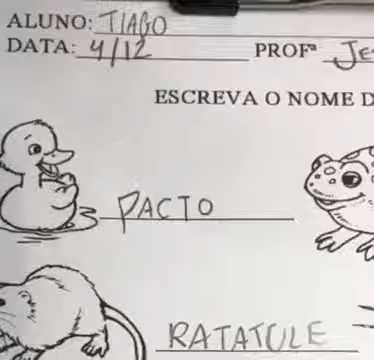 ALUNO: TIAGO
DATA: 4/12 PROFª JE
ESCREVA O NOME D
PACTO
RATATULE